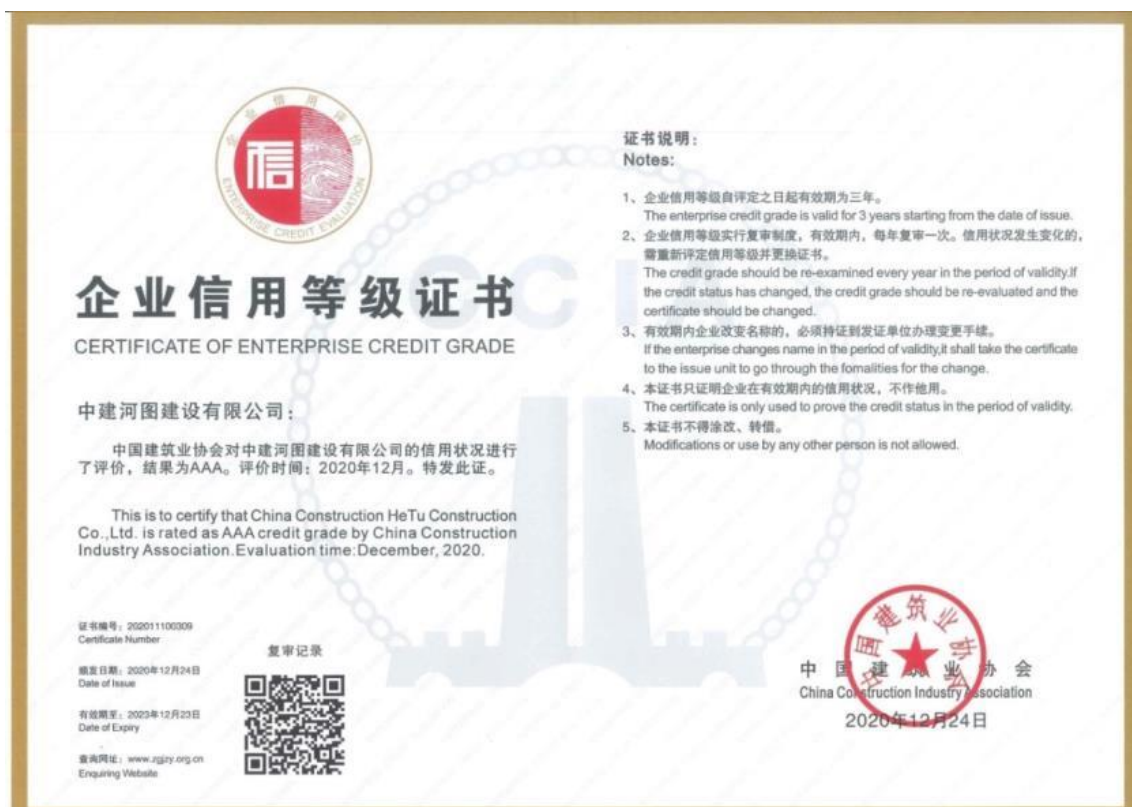 企业信用评价
信
ENTERPRISE CREDIT EVALUATION
企业信用等级证书
CERTIFICATE OF ENTERPRISE CREDIT GRADE
中建河图建设有限公司：
中国建筑业协会对中建河图建设有限公司的信用状况进行
了评价，结果为AAA。评价时间：2020年12月。特发此证。
This is to certify that China Construction HeTu Construction
Co.,Ltd. is rated as AAA credit grade by China Construction
Industry Association.Evaluation time:December, 2020.
证书编号：202011100309
Certificate Number
颁发日期：2020年12月24日
Date of Issue
有效期至：2023年12月23日
Date of Expiry
查询网址：www.zgjzy.org.cn
Enquiring Website
复审记录
证书说明：
Notes:
1、企业信用等级自评定之日起有效期为三年。
The enterprise credit grade is valid for 3 years starting from the date of issue.
2、企业信用等级实行复审制度，有效期内，每年复审一次。信用状况发生变化的，
需重新评定信用等级并更换证书。
The credit grade should be re-examined every year in the period of validity.If
the credit status has changed, the credit grade should be re-evaluated and the
certificate should be changed.
3、有效期内企业改变名称的，必须持证到发证单位办理变更手续。
If the enterprise changes name in the period of validity,it shall take the certificate
to the issue unit to go through the fomalities for the change.
4、本证书只证明企业在有效期内的信用状况，不作他用。
The certificate is only used to prove the credit status in the period of validity.
5、本证书不得涂改、转借。
Modifications or use by any other person is not allowed.
CCIA
中国建筑业协会
中国建筑业协会
China Construction Industry Association
2020年12月24日